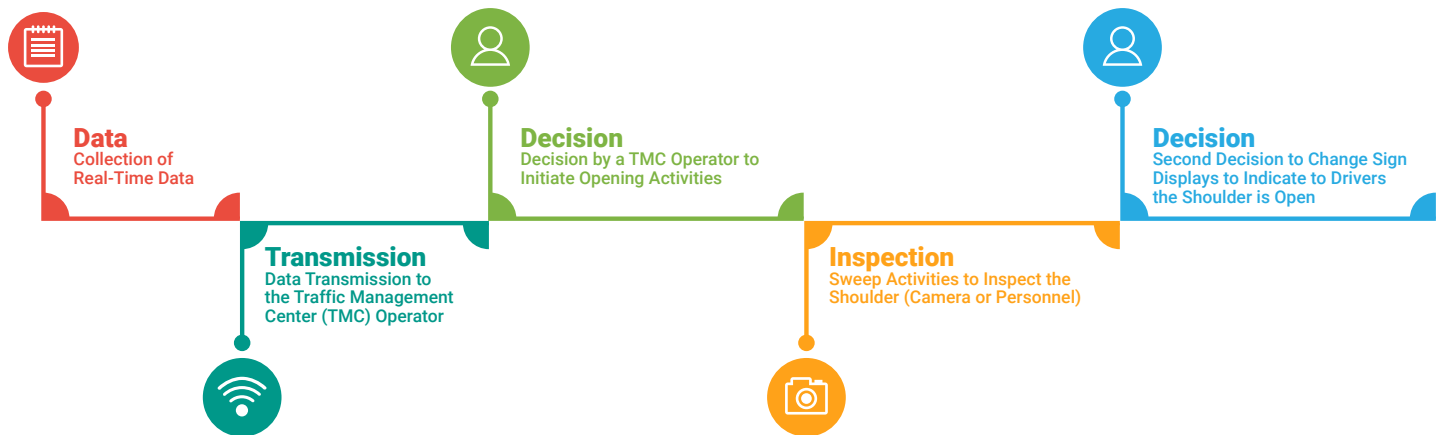 Data
Collection of
Real-Time Data
Transmission
Data Transmission to
the Traffic Management
Center (TMC) Operator
Decision
Decision by a TMC Operator to
Initiate Opening Activities
Inspection
Sweep Activities to Inspect the
Shoulder (Camera or Personnel)
Decision
Second Decision to Change Sign
Displays to Indicate to Drivers
the Shoulder is Open